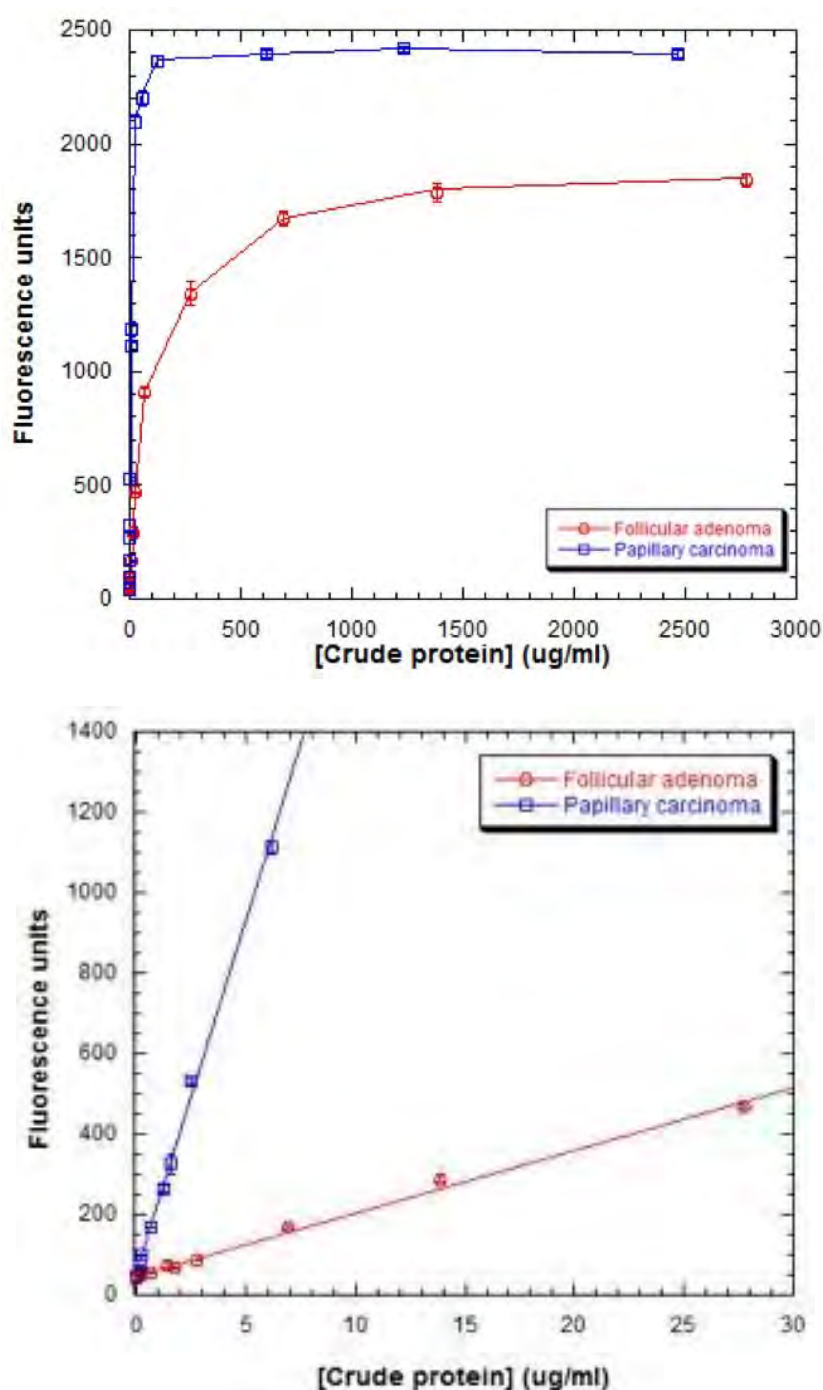 2500
2000
1500
1000
500
0
Fluorescence units
Follicular adenoma
Papillary carcinoma
0 500 1000 1500 2000 2500 3000
[Crude protein] (ug/ml)
1400
1200
1000
800
600
400
200
0
Fluorescence units
Follicular adenoma
Papillary carcinoma
0 5 10 15 20 25 30
[Crude protein] (ug/ml)